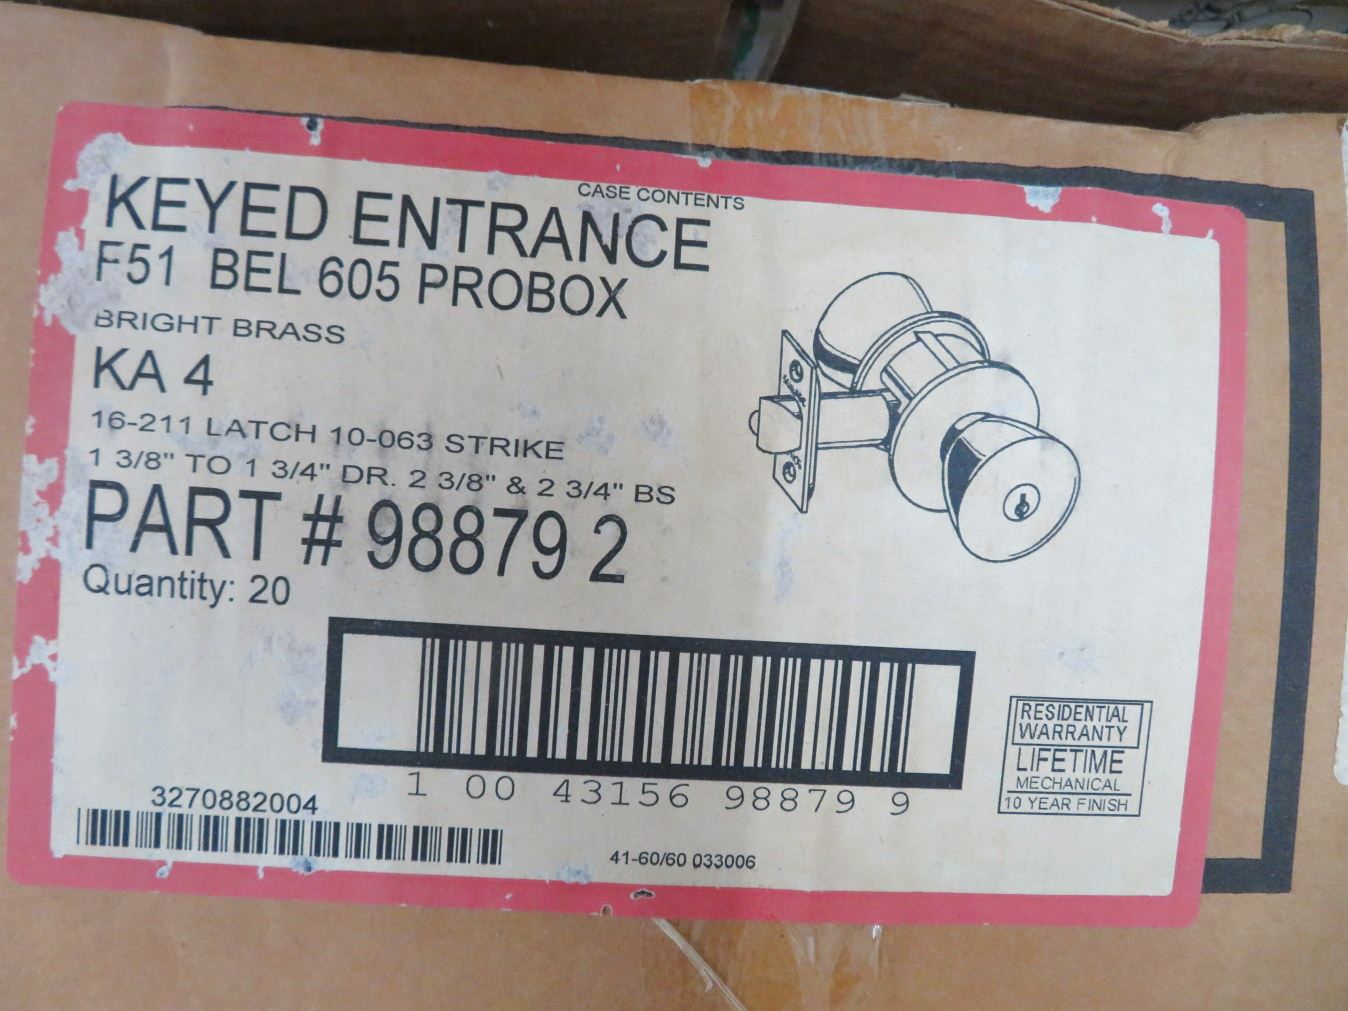 CASE CONTENTS
KEYED ENTRANCE
F51 BEL 605 PROBOX
BRIGHT BRASS
KA 4
16-211 LATCH 10-063 STRIKE
1 3/8" TO 1 3/4" DR. 2 3/8" & 2 3/4" BS
PART # 98879 2
Quantity: 20
1 00 43156 98879 9
RESIDENTIAL
WARRANTY
LIFETIME
MECHANICAL
10 YEAR FINISH
3270882004
41-60/60 033006